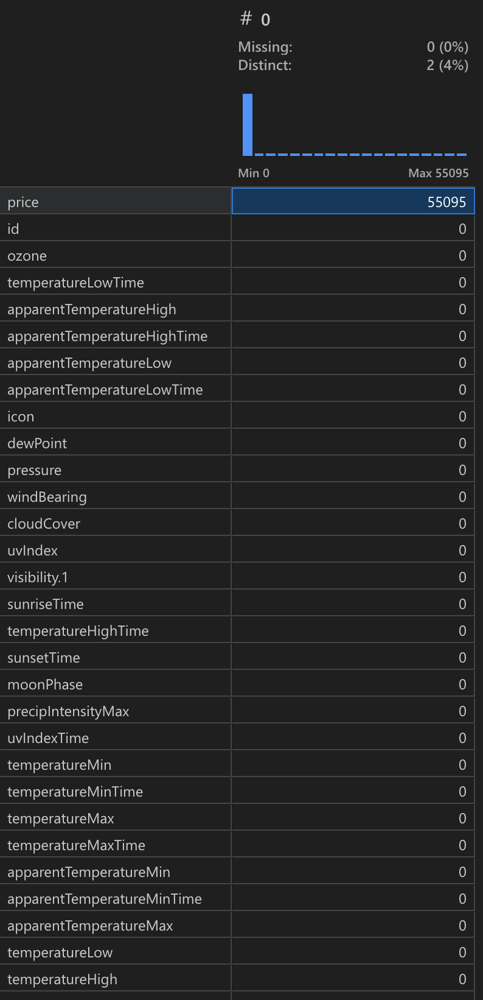 # 0
Missing: 0 (0%)
Distinct: 2 (4%)
Min 0 Max 55095
price 55095
id 0
ozone 0
temperatureLowTime 0
apparentTemperatureHigh 0
apparentTemperatureHighTime 0
apparentTemperatureLow 0
apparentTemperatureLowTime 0
icon 0
dewPoint 0
pressure 0
windBearing 0
cloudCover 0
uvIndex 0
visibility.1 0
sunriseTime 0
temperatureHighTime 0
sunsetTime 0
moonPhase 0
precipIntensityMax 0
uvIndexTime 0
temperatureMin 0
temperatureMinTime 0
temperatureMax 0
temperatureMaxTime 0
apparentTemperatureMin 0
apparentTemperatureMinTime 0
apparentTemperatureMax 0
temperatureLow 0
temperatureHigh 0